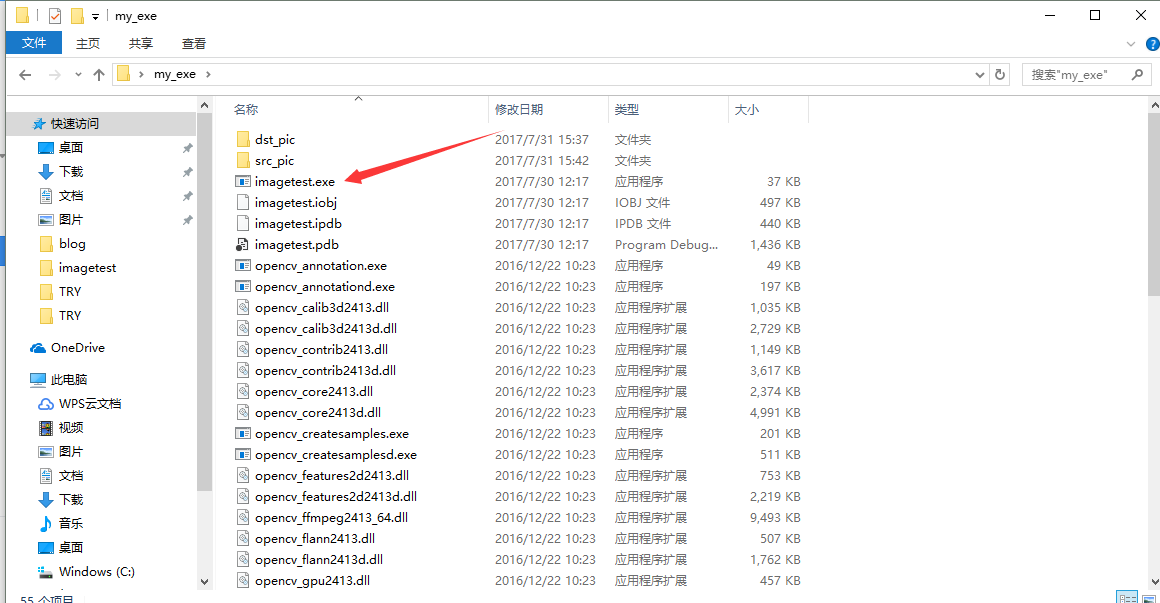 my_exe
文件 主页 共享 查看
my_exe
搜索"my_exe"
名称 修改日期 类型 大小
快速访问
桌面
下载
文档
图片
blog
imagetest
TRY
TRY
OneDrive
此电脑
WPS云文档
视频
图片
文档
下载
音乐
桌面
Windows (C:)
dst_pic 2017/7/31 15:37 文件夹
src_pic 2017/7/31 15:42 文件夹
imagetest.exe 2017/7/30 12:17 应用程序 37 KB
imagetest.iobj 2017/7/30 12:17 IOBJ 文件 497 KB
imagetest.ipdb 2017/7/30 12:17 IPDB 文件 440 KB
imagetest.pdb 2017/7/30 12:17 Program Debug... 1,436 KB
opencv_annotation.exe 2016/12/22 10:23 应用程序 49 KB
opencv_annotationd.exe 2016/12/22 10:23 应用程序 197 KB
opencv_calib3d2413.dll 2016/12/22 10:23 应用程序扩展 1,035 KB
opencv_calib3d2413d.dll 2016/12/22 10:23 应用程序扩展 2,729 KB
opencv_contrib2413.dll 2016/12/22 10:23 应用程序扩展 1,149 KB
opencv_contrib2413d.dll 2016/12/22 10:23 应用程序扩展 3,617 KB
opencv_core2413.dll 2016/12/22 10:23 应用程序扩展 2,374 KB
opencv_core2413d.dll 2016/12/22 10:23 应用程序扩展 4,991 KB
opencv_createsamples.exe 2016/12/22 10:23 应用程序 201 KB
opencv_createsamplesd.exe 2016/12/22 10:23 应用程序 511 KB
opencv_features2d2413.dll 2016/12/22 10:23 应用程序扩展 753 KB
opencv_features2d2413d.dll 2016/12/22 10:23 应用程序扩展 2,219 KB
opencv_ffmpeg2413_64.dll 2016/12/22 10:23 应用程序扩展 9,493 KB
opencv_flann2413.dll 2016/12/22 10:23 应用程序扩展 507 KB
opencv_flann2413d.dll 2016/12/22 10:23 应用程序扩展 1,762 KB
opencv_gpu2413.dll 2016/12/22 10:23 应用程序扩展 457 KB
55 个项目